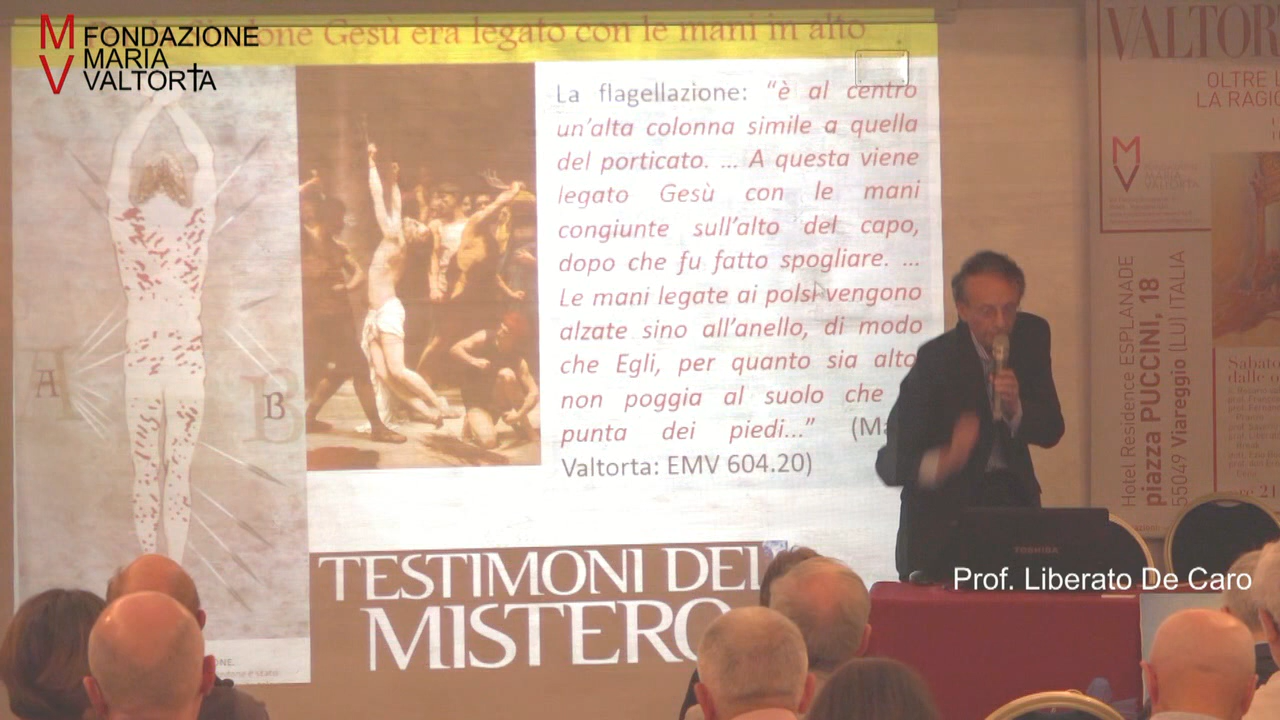 FONDAZIONE
MARIA
VALTORTA
Gesù era legato con le mani in alto
La flagellazione: “è al centro
un’alta colonna simile a quella
del porticato. ... A questa viene
legato Gesù con le mani
congiunte sull’alto del capo,
dopo che fu fatto spogliare. ...
Le mani legate ai polsi vengono
alzate sino all’anello, di modo
che Egli, per quanto sia alto
non poggia al suolo che
punta dei piedi...”
Valtorta: EMV 604.20)
A
B
TESTIMONI DEL
MISTERO
TOSHIBA
Prof. Liberato De Caro
OLTRE
MARIA
VALTORTA
Hotel Residence ESPLANADE
piazza PUCCINI, 18
55049 Viareggio (LU) ITALIA